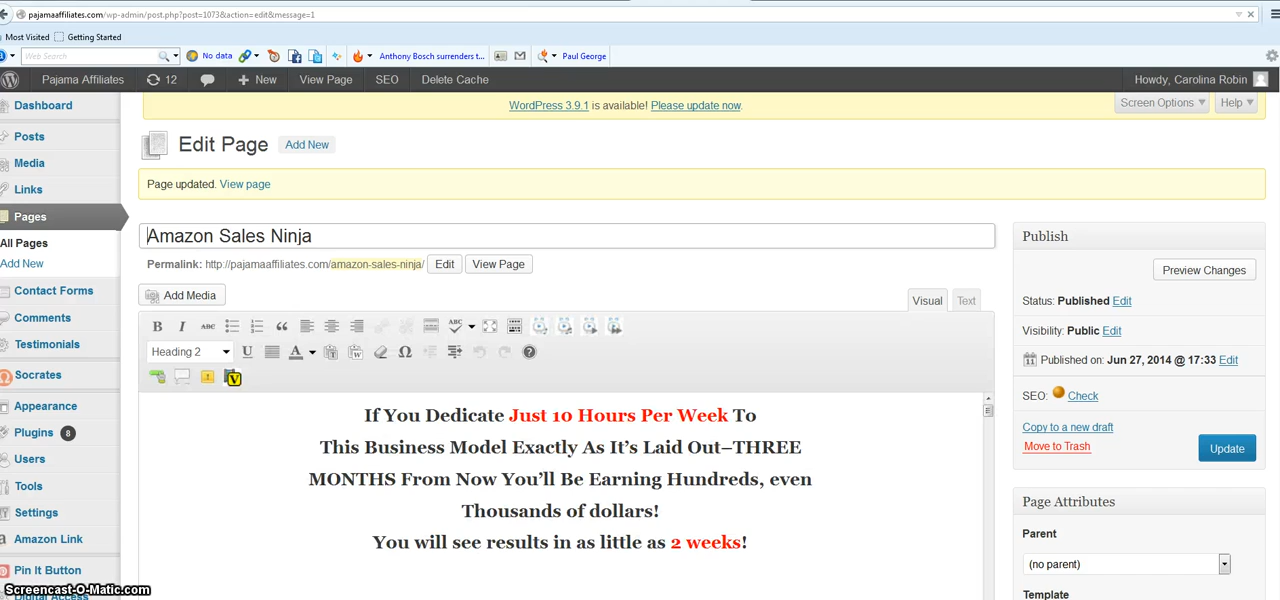 pajamaaffiliates.com/wp-admin/post.php?post=1073&action=edit&message=1
Most Visited Getting Started
Web Search No data Anthony Bosch surrenders t... Paul George
Pajama Affiliates 12 + New View Page SEO Delete Cache Howdy, Carolina Robin
Dashboard
Posts
Media
Links
Pages
All Pages
Add New
Contact Forms
Comments
Testimonials
Socrates
Appearance
Plugins 8
Users
Tools
Settings
Amazon Link
Pin It Button
Screencast-O-Matic.com
WordPress 3.9.1 is available! Please update now.
Screen Options Help
Edit Page Add New
Page updated. View page
Amazon Sales Ninja
Permalink: http://pajamaaffiliates.com/amazon-sales-ninja/ Edit View Page
Add Media
Visual Text
B I ABC ABC
Heading 2 U A Ω ?
If You Dedicate Just 10 Hours Per Week To
This Business Model Exactly As It’s Laid Out–THREE
MONTHS From Now You’ll Be Earning Hundreds, even
Thousands of dollars!
You will see results in as little as 2 weeks!
Publish
Preview Changes
Status: Published Edit
Visibility: Public Edit
Published on: Jun 27, 2014 @ 17:33 Edit
SEO: Check
Copy to a new draft
Move to Trash
Update
Page Attributes
Parent
(no parent)
Template